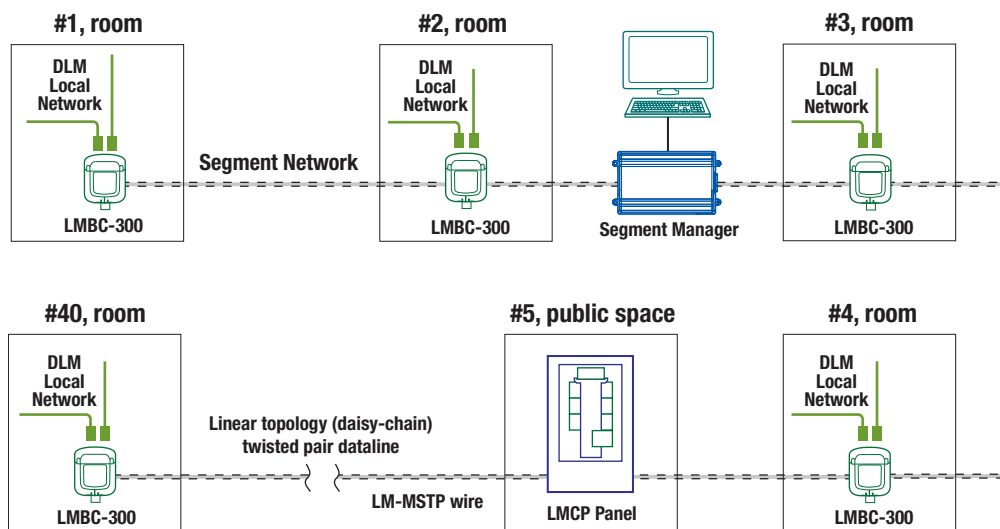 #1, room
#2, room
#3, room
DLM
Local
Network
DLM
Local
Network
DLM
Local
Network
Segment Network
LMBC-300
LMBC-300
Segment Manager
LMBC-300
#40, room
#5, public space
#4, room
DLM
Local
Network
DLM
Local
Network
Linear topology (daisy-chain)
twisted pair dataline
LM-MSTP wire
LMBC-300
LMCP Panel
LMBC-300